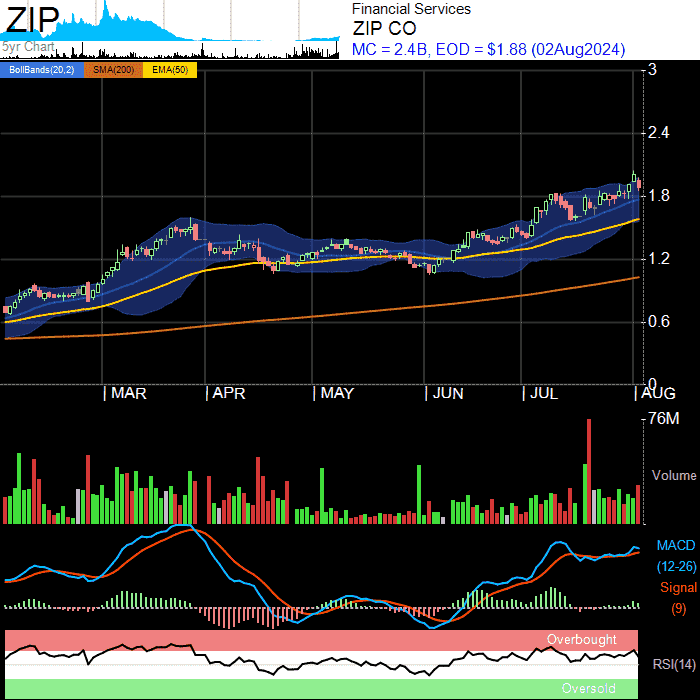 ZIP
5yr Chart
Financial Services
ZIP CO
MC = 2.4B, EOD = $1.88 (02Aug2024)
BollBands(20,2) SMA(200) EMA(50)
3
2.4
1.8
1.2
0.6
0
MAR APR MAY JUN JUL AUG
76M
Volume
MACD
(12-26)
Signal
(9)
Overbought
RSI(14)
Oversold